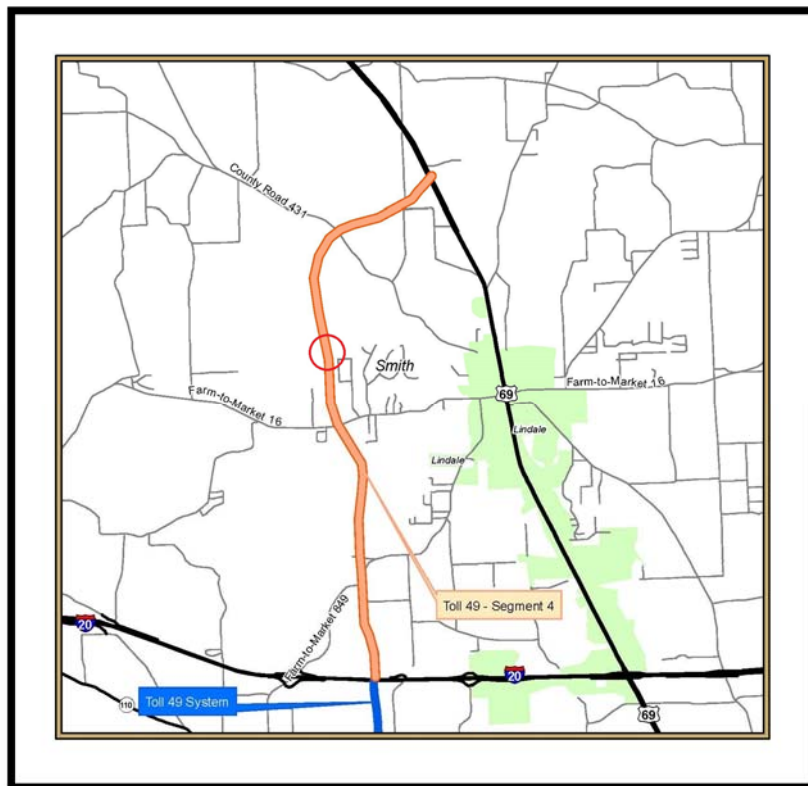 County Road 431
Smith
Farm-to-Market 16
69
Farm-to-Market 16
Lindale
Lindale
Toll 49 - Segment 4
Farm-to-Market 849
20
20
110
Toll 49 System
69